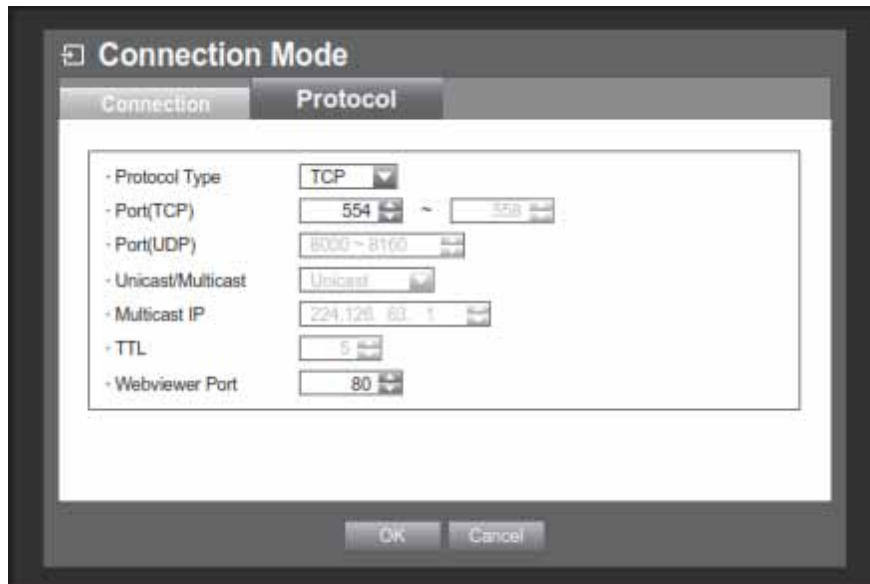 Connection Mode
Connection Protocol
· Protocol Type TCP
· Port(TCP) 554 ~ 558
· Port(UDP) 8000 ~ 8160
· Unicast/Multicast Unicast
· Multicast IP 224.126. 63. 1
· TTL 5
· Webviewer Port 80
OK Cancel